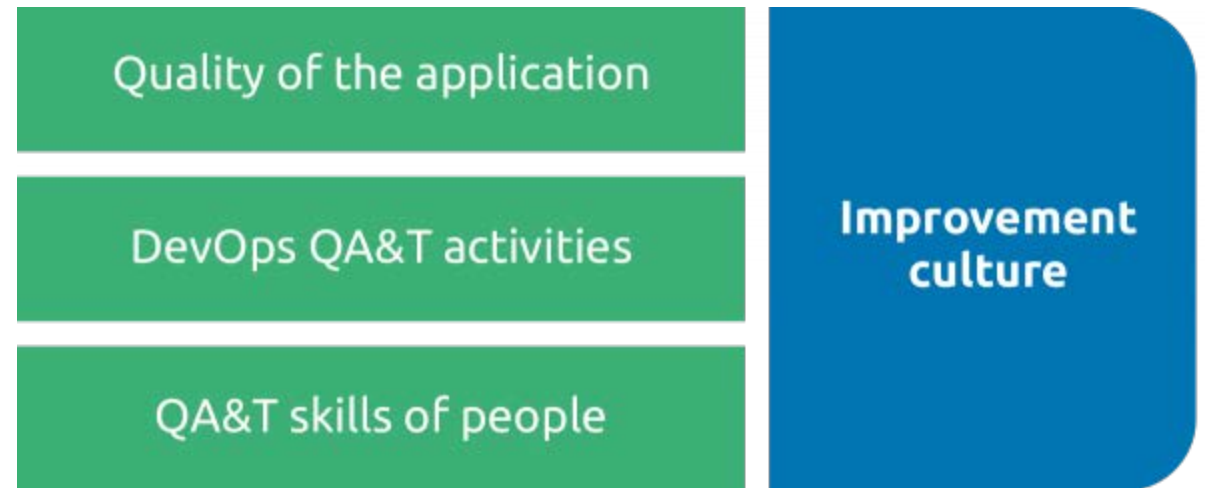 Quality of the application
DevOps QA&T activities
QA&T skills of people
Improvement
culture